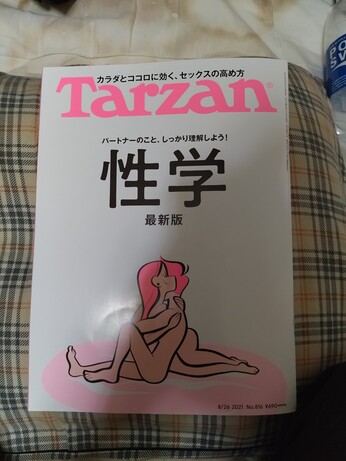 カラダとココロに効く、セックスの高め方
Tarzan®
パートナーのこと、しっかり理解しよう!
性学
最新版
8/26 2021 No.816 ¥690